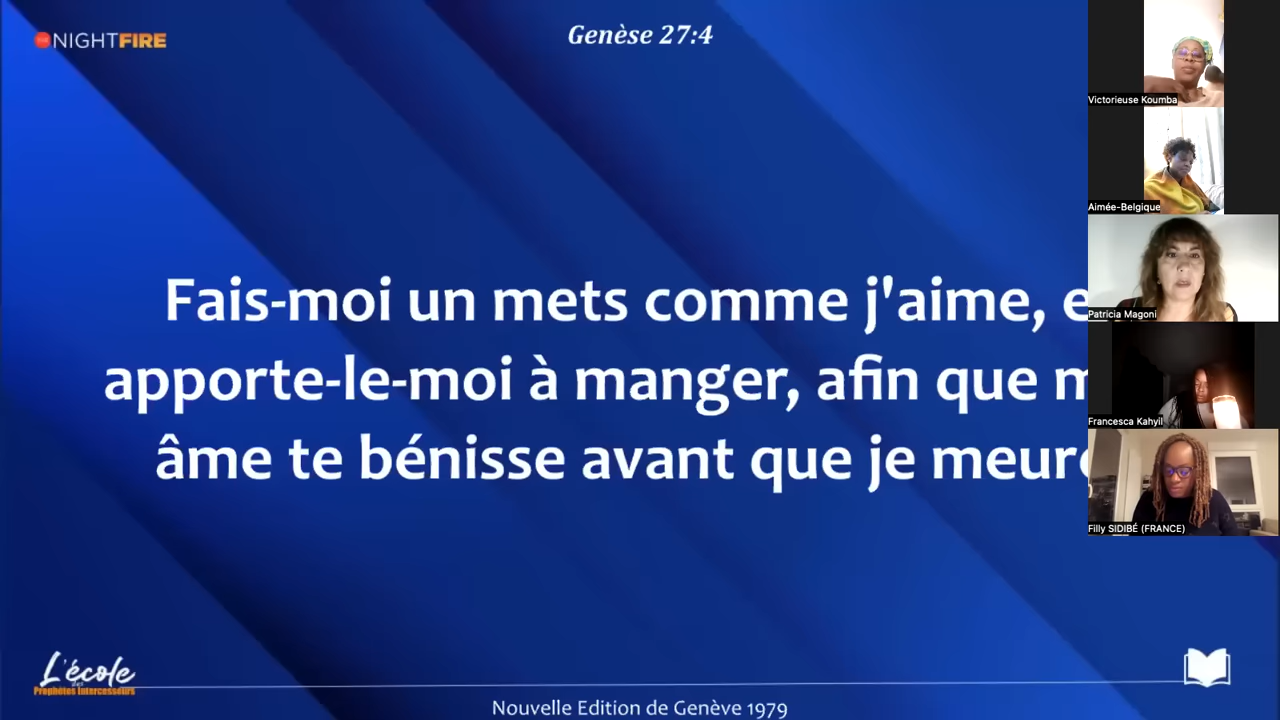 NIGHTFIRE
Genèse 27:4
Fais-moi un mets comme j'aime, e
apporte-le-moi à manger, afin que m
âme te bénisse avant que je meure
L'école
des
Prophètes Intercesseurs
Nouvelle Edition de Genève 1979
Victorieuse Koumba
Aimée-Belgique
Patricia Magoni
Francesca Kahyil
Filly SIDIBÉ (FRANCE)